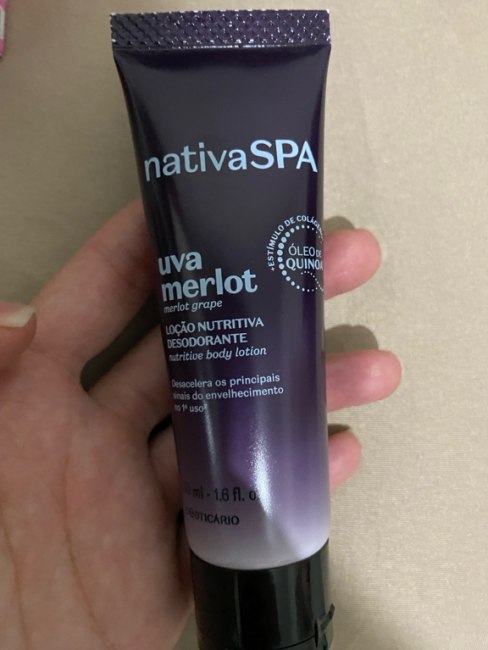 nativaSPA
+ESTÍMULO DE
ÓLEO DE
QUINOA
uva
merlot
merlot grape
LOÇÃO NUTRITIVA
DESODORANTE
nutritive body lotion
Desacelera os principais
sinais do envelhecimento
no 1º uso
ml - 1.6 fl. o
BOTICÁRIO